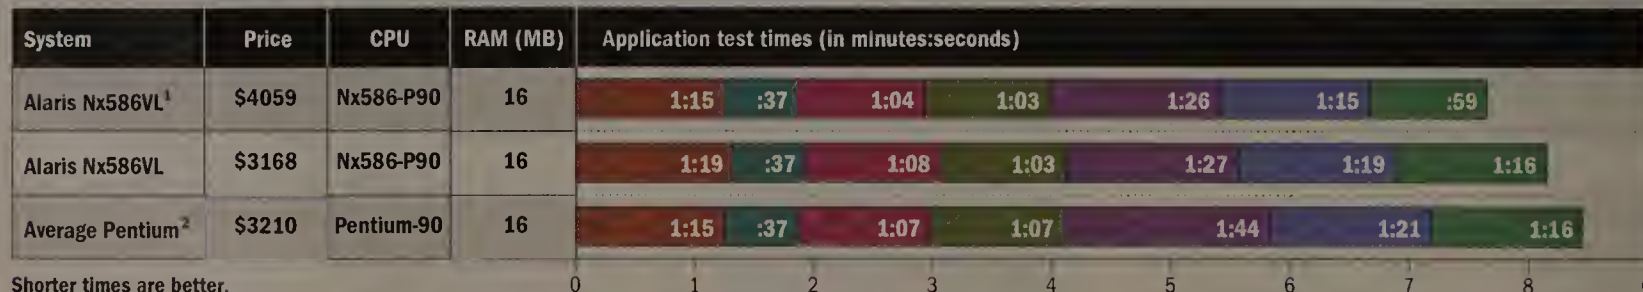 System Price CPU RAM (MB) Application test times (in minutes:seconds)
Alaris Nx586VL¹ $4059 Nx586-P90 16 1:15 :37 1:04 1:03 1:26 1:15 :59
Alaris Nx586VL $3168 Nx586-P90 16 1:19 :37 1:08 1:03 1:27 1:19 1:16
Average Pentium² $3210 Pentium-90 16 1:15 :37 1:07 1:07 1:44 1:21 1:16
Shorter times are better. 0 1 2 3 4 5 6 7 8